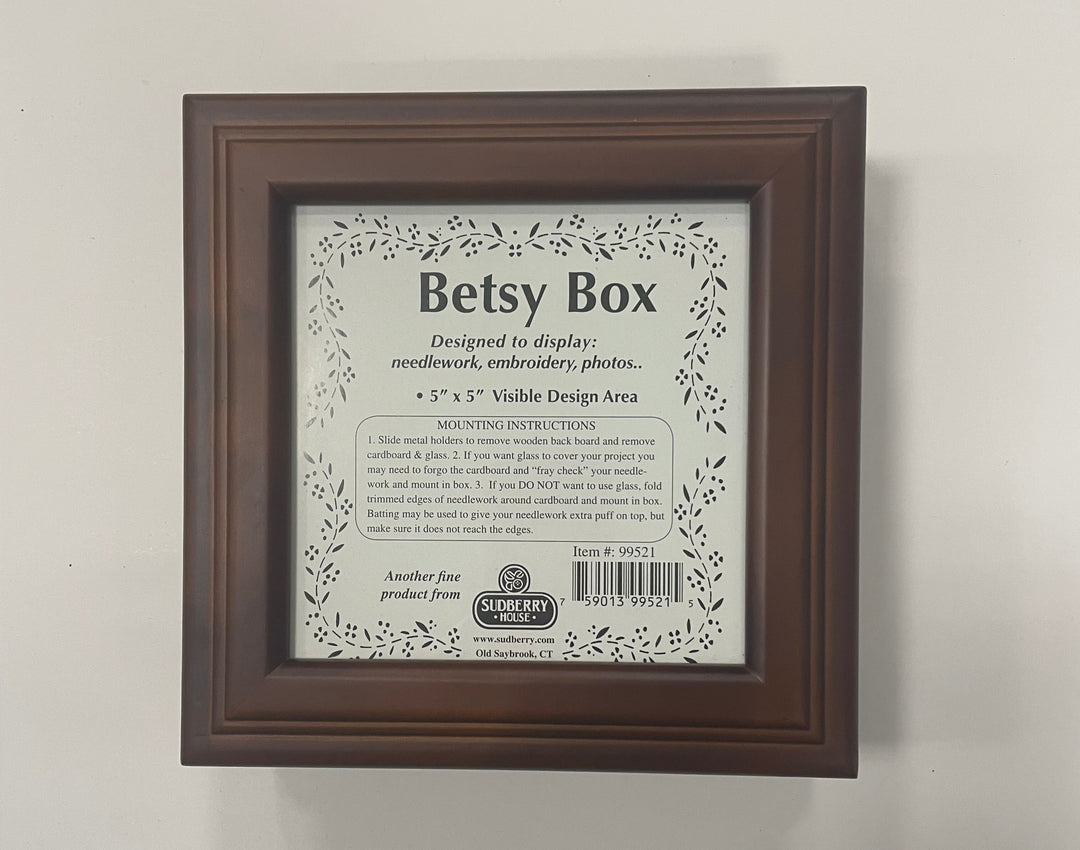 Betsy Box
Designed to display:
needlework, embroidery, photos..
• 5" x 5" Visible Design Area
MOUNTING INSTRUCTIONS
1. Slide metal holders to remove wooden back board and remove
cardboard & glass. 2. If you want glass to cover your project you
may need to forgo the cardboard and “fray check” your needle-
work and mount in box. 3. If you DO NOT want to use glass, fold
trimmed edges of needlework around cardboard and mount in box.
Batting may be used to give your needlework extra puff on top, but
make sure it does not reach the edges.
Item #: 99521
7 59013 99521 5
Another fine
product from
SUDBERRY
• HOUSE •
www.sudberry.com
Old Saybrook, CT